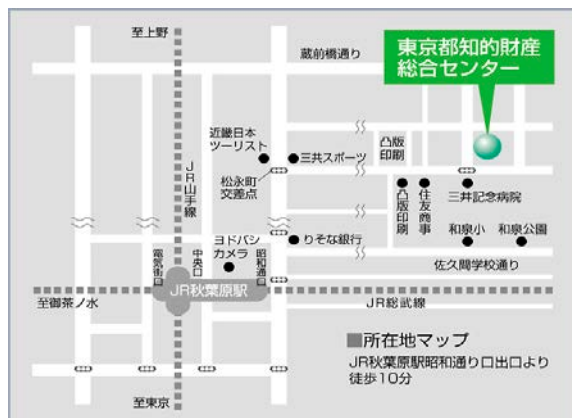 至上野
蔵前橋通り
東京都知的財産
総合センター
近畿日本
ツーリスト
三共スポーツ
凸版
印刷
JR山手線
松永町
交差点
凸版印刷
住友商事
三井記念病院
ヨドバシ
カメラ
りそな銀行
和泉小
和泉公園
電気街口
中央口
昭和通口
佐久間学校通り
JR秋葉原駅
至御茶ノ水
JR総武線
■所在地マップ
JR秋葉原駅昭和通り口出口より
徒歩10分
至東京